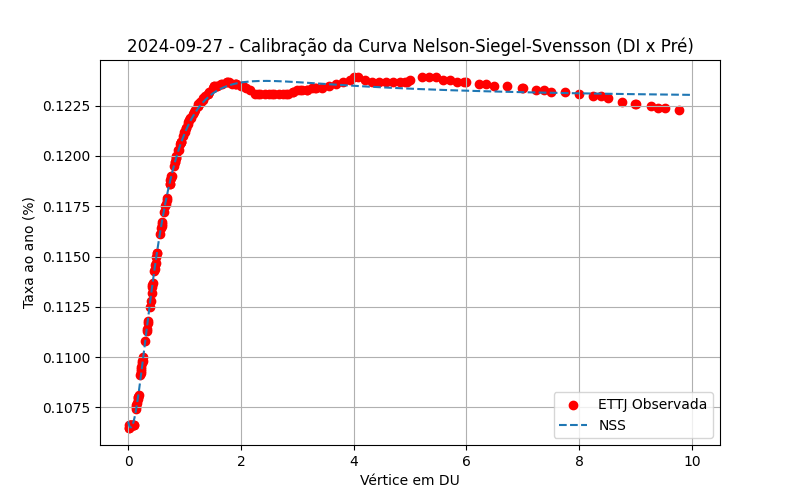 2024-09-27 - Calibração da Curva Nelson-Siegel-Svensson (DI x Pré)
Taxa ao ano (%)
0.1225
0.1200
0.1175
0.1150
0.1125
0.1100
0.1075
ETTJ Observada
NSS
0 2 4 6 8 10
Vértice em DU